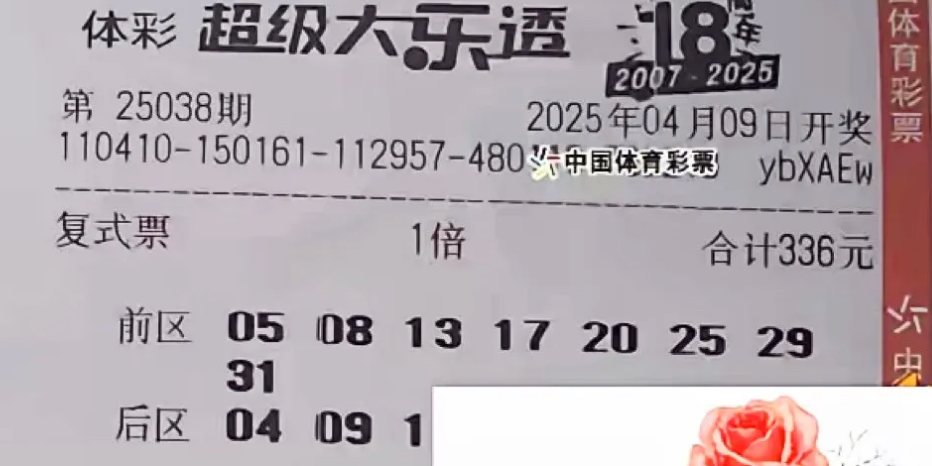 体彩 超级大乐透 18周年
2007-2025
第 25038期 2025年04月09日开奖
110410-150161-112957-480 中国体育彩票 ybXAEw
复式票 1倍 合计336元
前区 05 08 13 17 20 25 29
31
后区 04 09 1
体育彩票